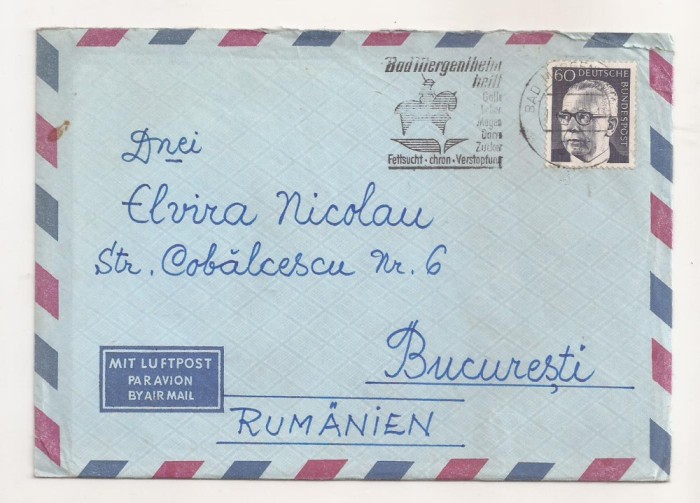 Bad Mergentheim
heilt
Galle
Leber
Magen
Darm
Zucker
Fettsucht · chron · Verstopfung
BAD
60 DEUTSCHE
BUNDESPOST
Dnei
Elvira Nicolau
Str. Cobălcescu Nr. 6
București
RUMÄNIEN
MIT LUFTPOST
PAR AVION
BY AIR MAIL